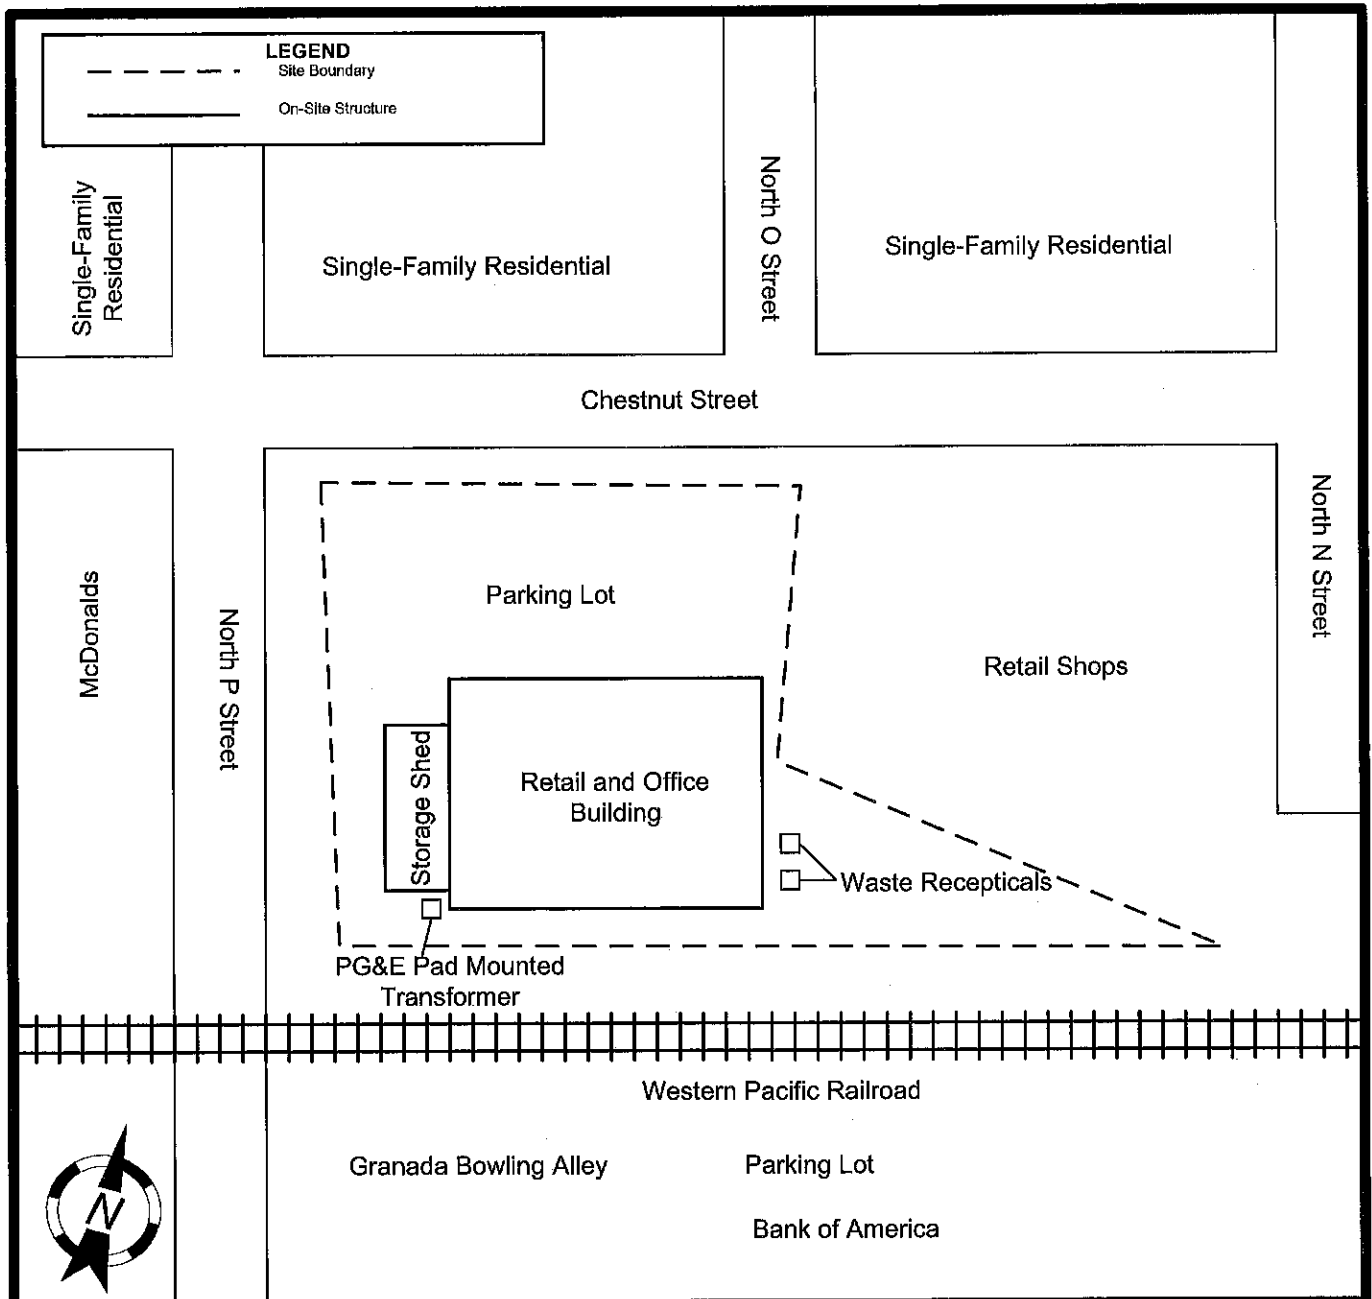 LEGEND
Site Boundary
On-Site Structure
Single-Family
Residential
Single-Family Residential
North O Street
Single-Family Residential
Chestnut Street
McDonalds
North P Street
Parking Lot
North N Street
Retail Shops
Storage Shed
Retail and Office
Building
Waste Recepticals
PG&E Pad Mounted
Transformer
Western Pacific Railroad
Granada Bowling Alley
Parking Lot
Bank of America
N